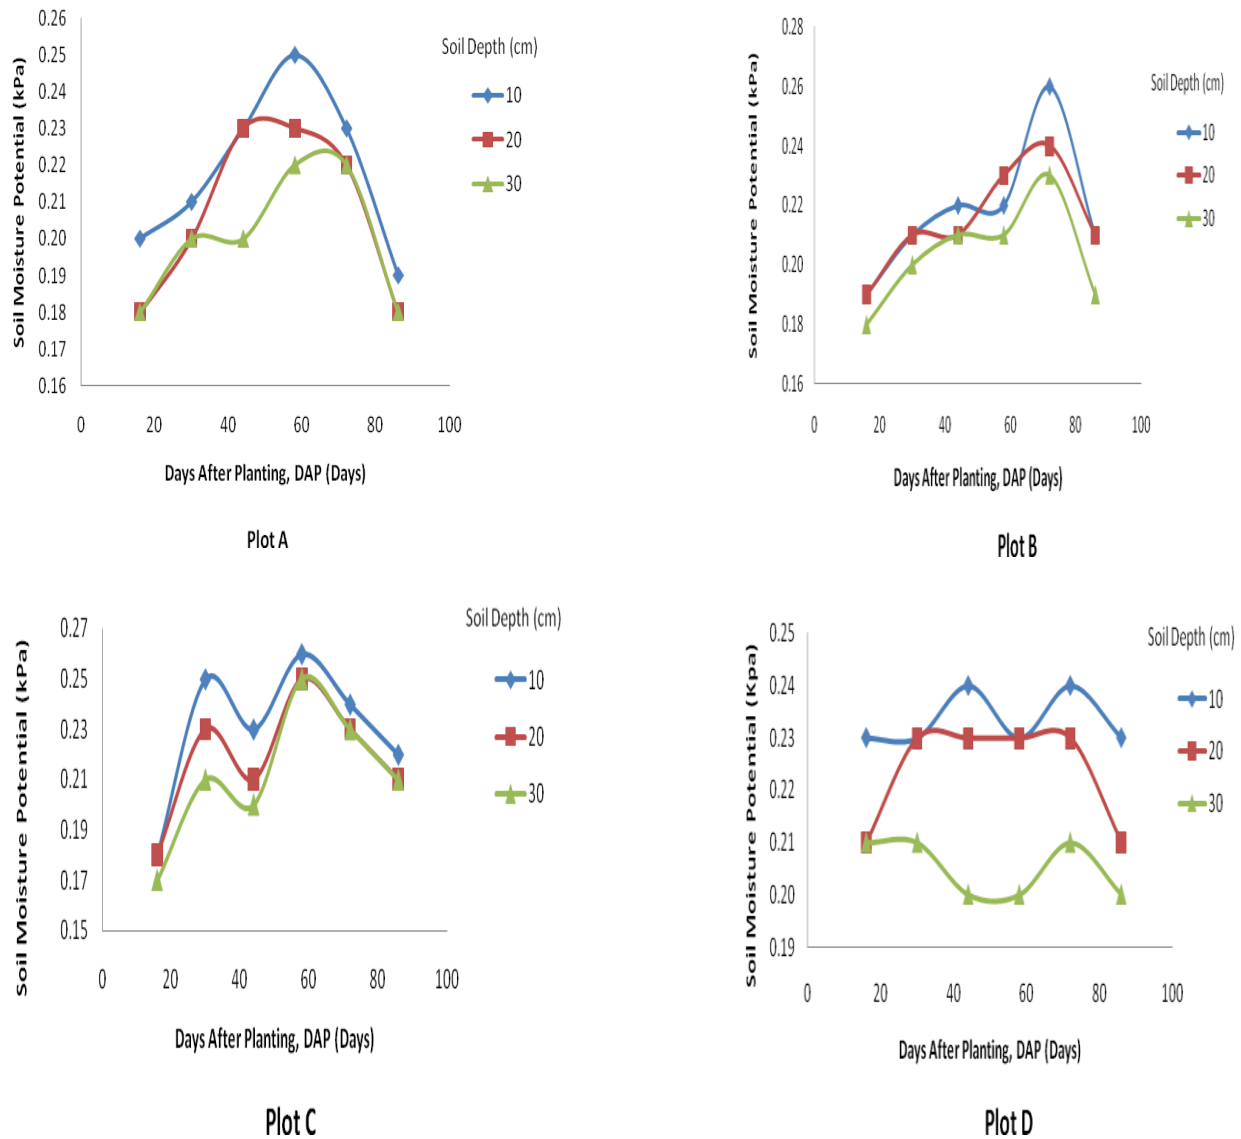 0.26
0.25
0.24
0.23
0.22
0.21
0.20
0.19
0.18
0.17
0.16
0 20 40 60 80 100
Soil Moisture Potential (kPa)
Days After Planting, DAP (Days)
Soil Depth (cm)
10
20
30
Plot A
0.28
0.26
0.24
0.22
0.20
0.18
0.16
0 20 40 60 80 100
Soil Moisture Potential (kPa)
Days After Planting, DAP (Days)
Soil Depth (cm)
10
20
30
Plot B
0.27
0.25
0.23
0.21
0.19
0.17
0.15
0 20 40 60 80 100
Soil Moisture Potential (kPa)
Days After Planting, DAP (Days)
Soil Depth (cm)
10
20
30
Plot C
0.25
0.24
0.23
0.22
0.21
0.20
0.19
0 20 40 60 80 100
Soil Moisture Potential (Kpa)
Days After Planting, DAP (Days)
Soil Depth (cm)
10
20
30
Plot D